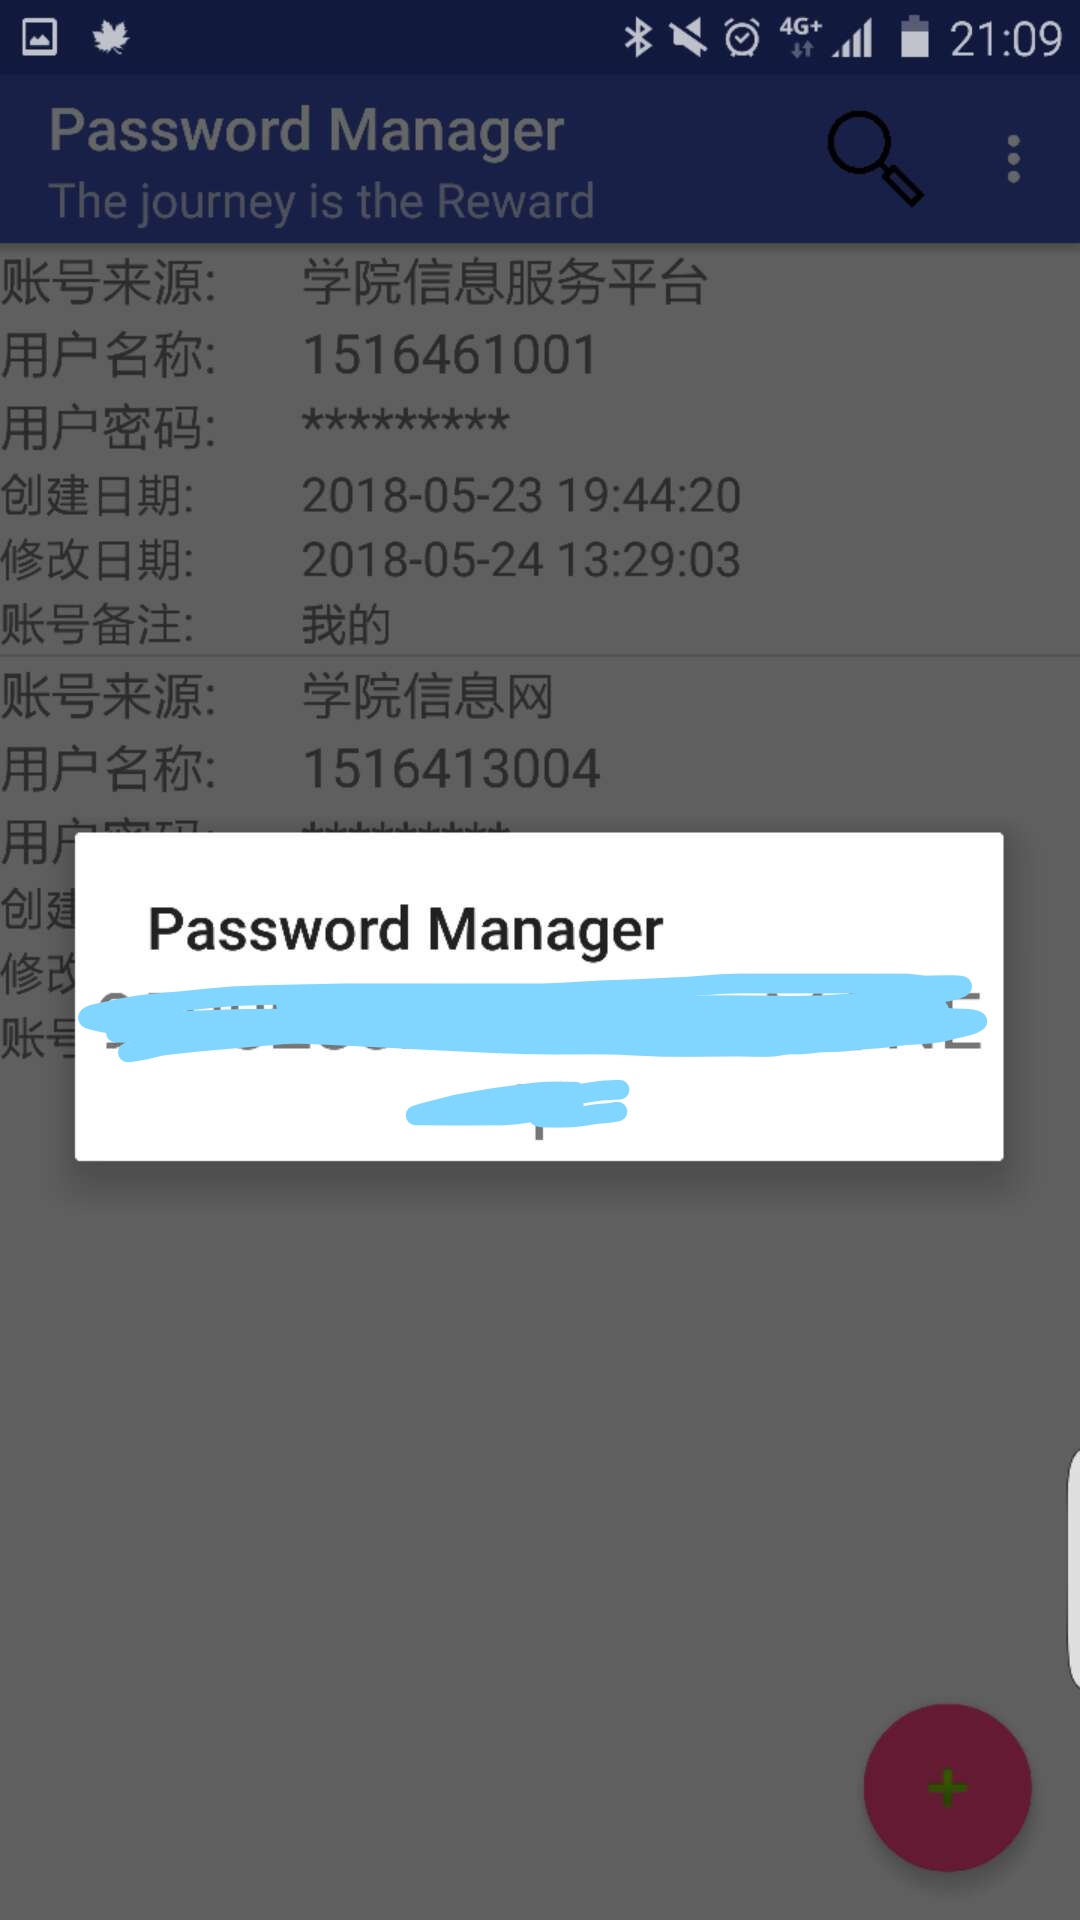 4G+ 21:09
Password Manager
The journey is the Reward
账号来源: 学院信息服务平台
用户名称: 1516461001
用户密码: *********
创建日期: 2018-05-23 19:44:20
修改日期: 2018-05-24 13:29:03
账号备注: 我的
账号来源: 学院信息网
用户名称: 1516413004
用户密码: *********
创建
修改
账号
Password Manager